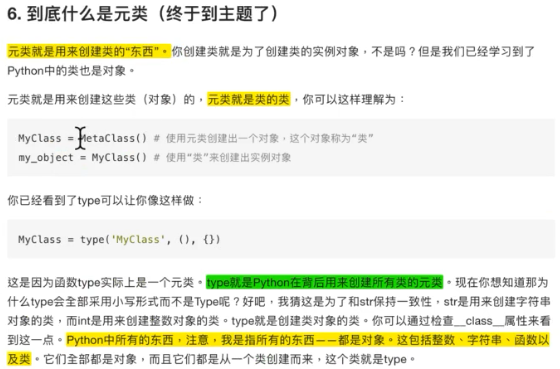 6. 到底什么是元类（终于到主题了）
元类就是用来创建类的“东西”。你创建类就是为了创建类的实例对象，不是吗？但是我们已经学习到了
Python中的类也是对象。
元类就是用来创建这些类（对象）的，元类就是类的类，你可以这样理解为：
MyClass = MetaClass() # 使用元类创建出一个对象，这个对象称为“类”
my_object = MyClass() # 使用“类”来创建出实例对象
你已经看到了type可以让你像这样做：
MyClass = type('MyClass', (), {})
这是因为函数type实际上是一个元类。type就是Python在背后用来创建所有类的元类。现在你想知道那为
什么type会全部采用小写形式而不是Type呢？好吧，我猜这是为了和str保持一致性，str是用来创建字符串
对象的类，而int是用来创建整数对象的类。type就是创建类对象的类。你可以通过检查__class__属性来看
到这一点。Python中所有的东西，注意，我是指所有的东西——都是对象。这包括整数、字符串、函数以
及类。它们全部都是对象，而且它们都是从一个类创建而来，这个类就是type。